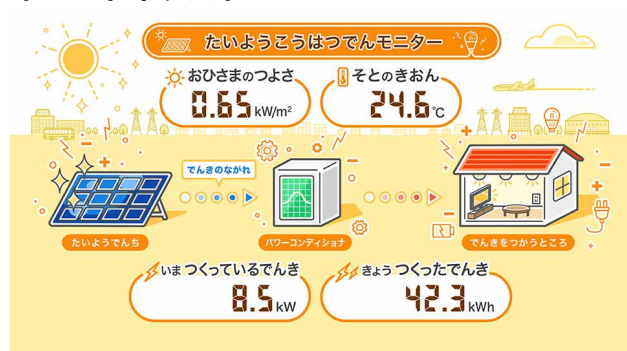 たいようこうはつでんモニター
おひさまのつよさ
0.65 kW/m²
そとのきおん
24.6℃
でんきのながれ
たいようでんち
パワーコンディショナ
でんきをつかうところ
いま つくっているでんき
8.5 kW
きょう つくったでんき
42.3 kWh